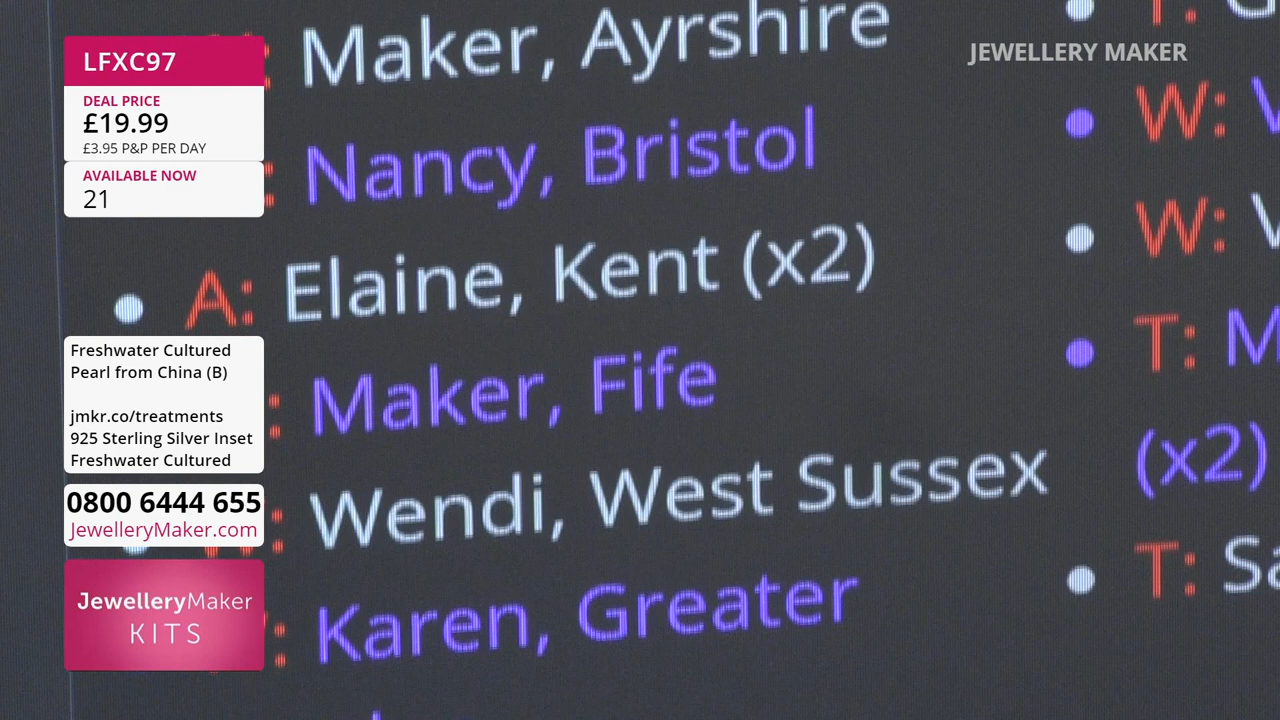 LFXC97
DEAL PRICE
£19.99
£3.95 P&P PER DAY
AVAILABLE NOW
21
Freshwater Cultured
Pearl from China (B)
jmkr.co/treatments
925 Sterling Silver Inset
Freshwater Cultured
0800 6444 655
JewelleryMaker.com
JewelleryMaker
KITS
Maker, Ayrshire
Nancy, Bristol
A: Elaine, Kent (x2)
Maker, Fife
Wendi, West Sussex
Karen, Greater
JEWELLERY MAKER
T:
W:
W:
T:
(x2)
T: